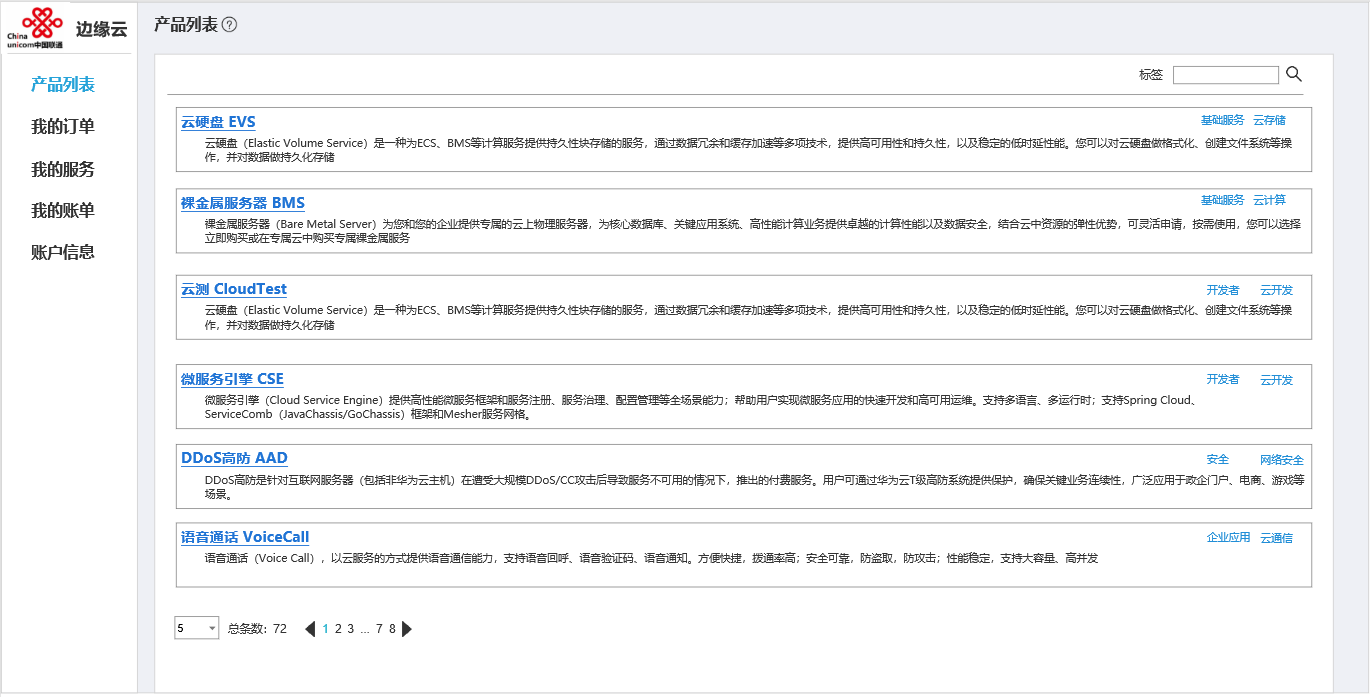 China
unicom中国联通
边缘云
产品列表
我的订单
我的服务
我的账单
账户信息
产品列表?
标签
云硬盘 EVS
基础服务 云存储
云硬盘（Elastic Volume Service）是一种为ECS、BMS等计算服务提供持久性块存储的服务，通过数据冗余和缓存加速等多项技术，提供高可用性和持久性，以及稳定的低时延性能。您可以对云硬盘做格式化、创建文件系统等操
作，并对数据做持久化存储
裸金属服务器 BMS
基础服务 云计算
裸金属服务器（Bare Metal Server）为您和您的企业提供专属的云上物理服务器，为核心数据库、关键应用系统、高性能计算业务提供卓越的计算性能以及数据安全，结合云中资源的弹性优势，可灵活申请，按需使用，您可以选择
立即购买或在专属云中购买专属裸金属服务
云测 CloudTest
开发者 云开发
云硬盘（Elastic Volume Service）是一种为ECS、BMS等计算服务提供持久性块存储的服务，通过数据冗余和缓存加速等多项技术，提供高可用性和持久性，以及稳定的低时延性能。您可以对云硬盘做格式化、创建文件系统等操
作，并对数据做持久化存储
微服务引擎 CSE
开发者 云开发
微服务引擎（Cloud Service Engine）提供高性能微服务框架和服务注册、服务治理、配置管理等全场景能力；帮助用户实现微服务应用的快速开发和高可用运维。支持多语言、多运行时；支持Spring Cloud、
ServiceComb（JavaChassis/GoChassis）框架和Mesher服务网格。
DDoS高防 AAD
安全 网络安全
DDoS高防是针对互联网服务器（包括非华为云主机）在遭受大规模DDoS/CC攻击后导致服务不可用的情况下，推出的付费服务。用户可通过华为云T级高防系统提供保护，确保关键业务连续性，广泛应用于政企门户、电商、游戏等
场景。
语音通话 VoiceCall
企业应用 云通信
语音通话（Voice Call），以云服务的方式提供语音通信能力，支持语音回呼、语音验证码、语音通知。方便快捷，拨通率高；安全可靠，防盗取，防攻击；性能稳定，支持大容量、高并发
5 总条数: 72 1 2 3 ... 7 8